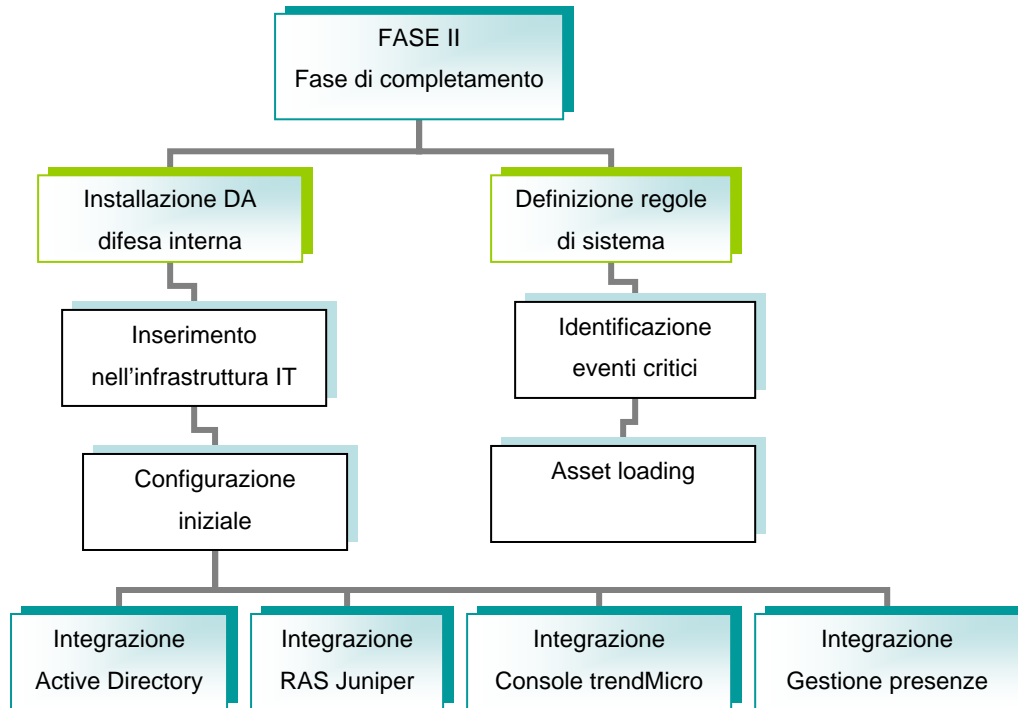 FASE II
Fase di completamento
Installazione DA
difesa interna
Definizione regole
di sistema
Inserimento
nell’infrastruttura IT
Identificazione
eventi critici
Configurazione
iniziale
Asset loading
Integrazione
Active Directory
Integrazione
RAS Juniper
Integrazione
Console trendMicro
Integrazione
Gestione presenze